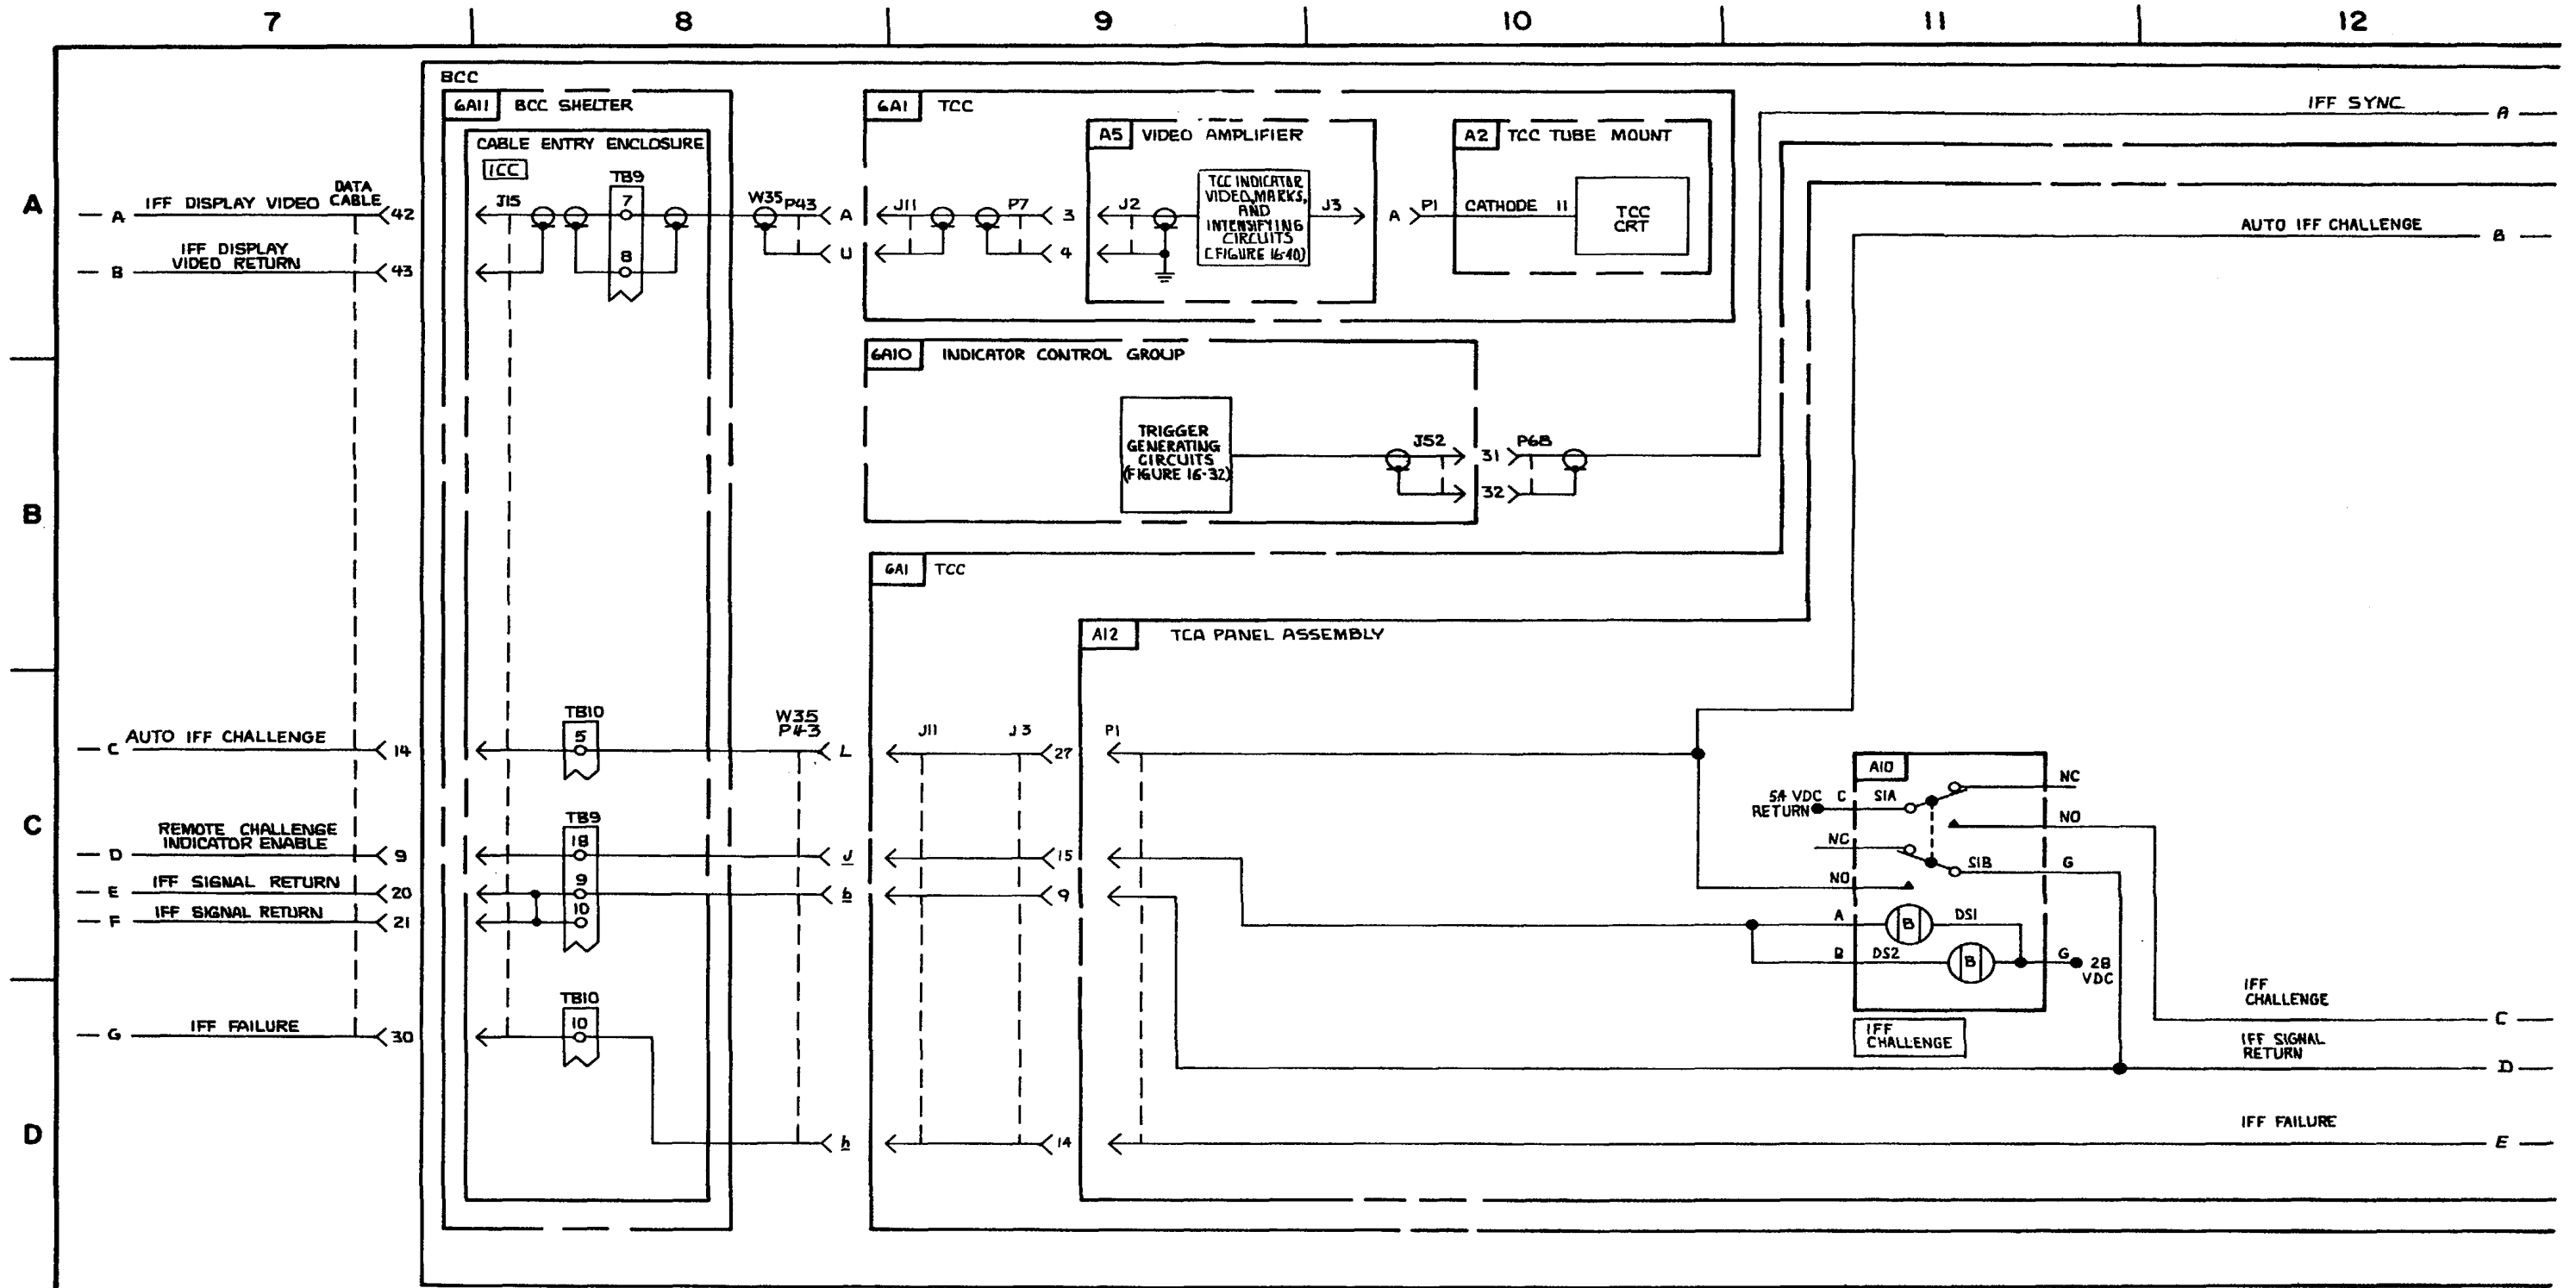 7 8 9 10 11 12
A
B
C
D
BCC
6A11 BCC SHELTER
CABLE ENTRY ENCLOSURE
ICC
J15
TB9
7
8
DATA
CABLE
A IFF DISPLAY VIDEO 42
IFF DISPLAY
VIDEO RETURN
B 43
W35 P43 A
U
6A1 TCC
J11 P7 3
4
A5 VIDEO AMPLIFIER
J2
TCC INDICATOR
VIDEO, MARKS,
AND
INTENSIFYING
CIRCUITS
(FIGURE 16-40)
J3
A P1
A2 TCC TUBE MOUNT
CATHODE 11
TCC
CRT
IFF SYNC A
AUTO IFF CHALLENGE B
6A10 INDICATOR CONTROL GROUP
TRIGGER
GENERATING
CIRCUITS
(FIGURE 16-32)
J52 31 P68
32
6A1 TCC
A12 TCA PANEL ASSEMBLY
C AUTO IFF CHALLENGE 14
TB10
5
W35
P43
L
J11 J3 27 P1
REMOTE CHALLENGE
INDICATOR ENABLE
D 9
TB9
18
J
15
E IFF SIGNAL RETURN 20
9
b
9
F IFF SIGNAL RETURN 21
10
G IFF FAILURE 30
TB10
10
h
14
A10
54 VDC C S1A
RETURN
NC
NO
NC
S1B G
NO
A DS1
B
B DS2
B
G 28
VDC
IFF
CHALLENGE
IFF
CHALLENGE
C
IFF SIGNAL
RETURN
D
IFF FAILURE
E